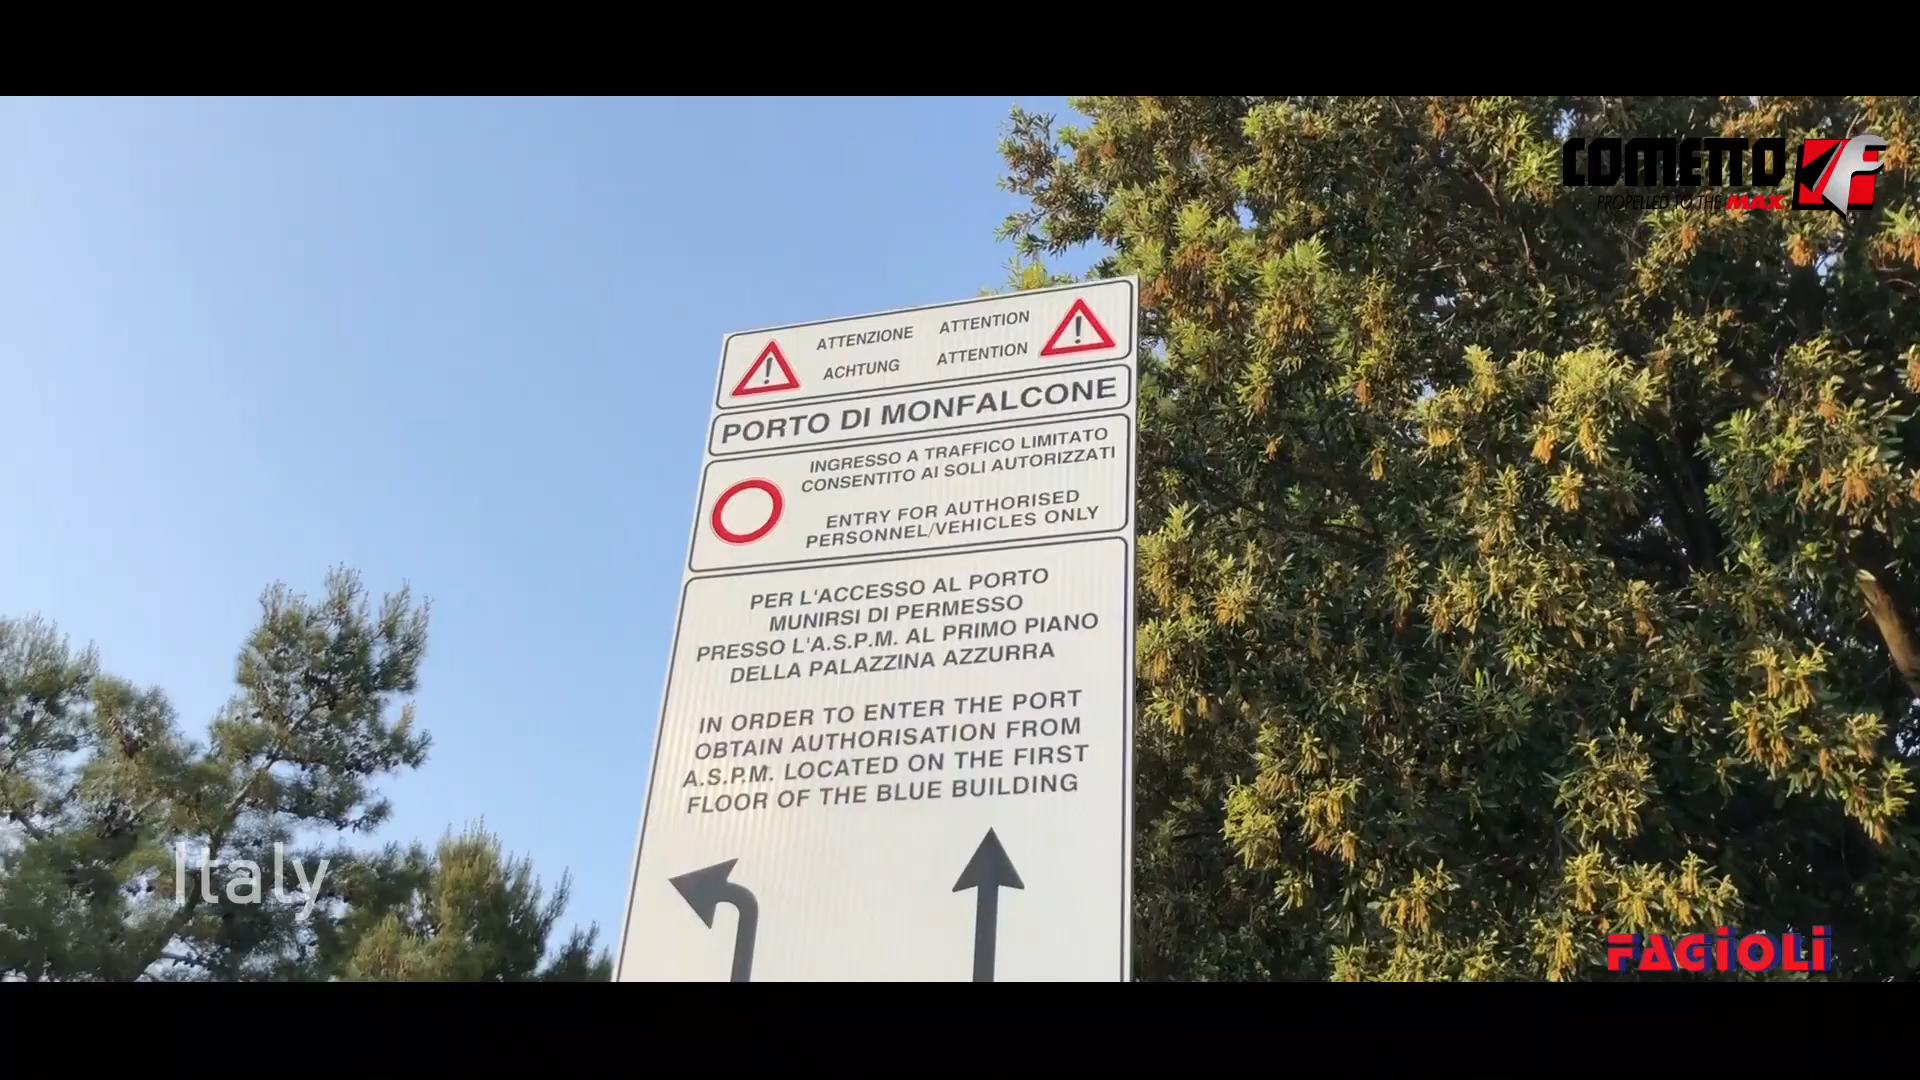 COMETTO
PROPELLED TO THE MAX
ATTENZIONE ATTENTION
ACHTUNG ATTENTION
PORTO DI MONFALCONE
INGRESSO A TRAFFICO LIMITATO
CONSENTITO AI SOLI AUTORIZZATI
ENTRY FOR AUTHORISED
PERSONNEL/VEHICLES ONLY
PER L'ACCESSO AL PORTO
MUNIRSI DI PERMESSO
PRESSO L'A.S.P.M. AL PRIMO PIANO
DELLA PALAZZINA AZZURRA
IN ORDER TO ENTER THE PORT
OBTAIN AUTHORISATION FROM
A.S.P.M. LOCATED ON THE FIRST
FLOOR OF THE BLUE BUILDING
Italy
FAGIOLI